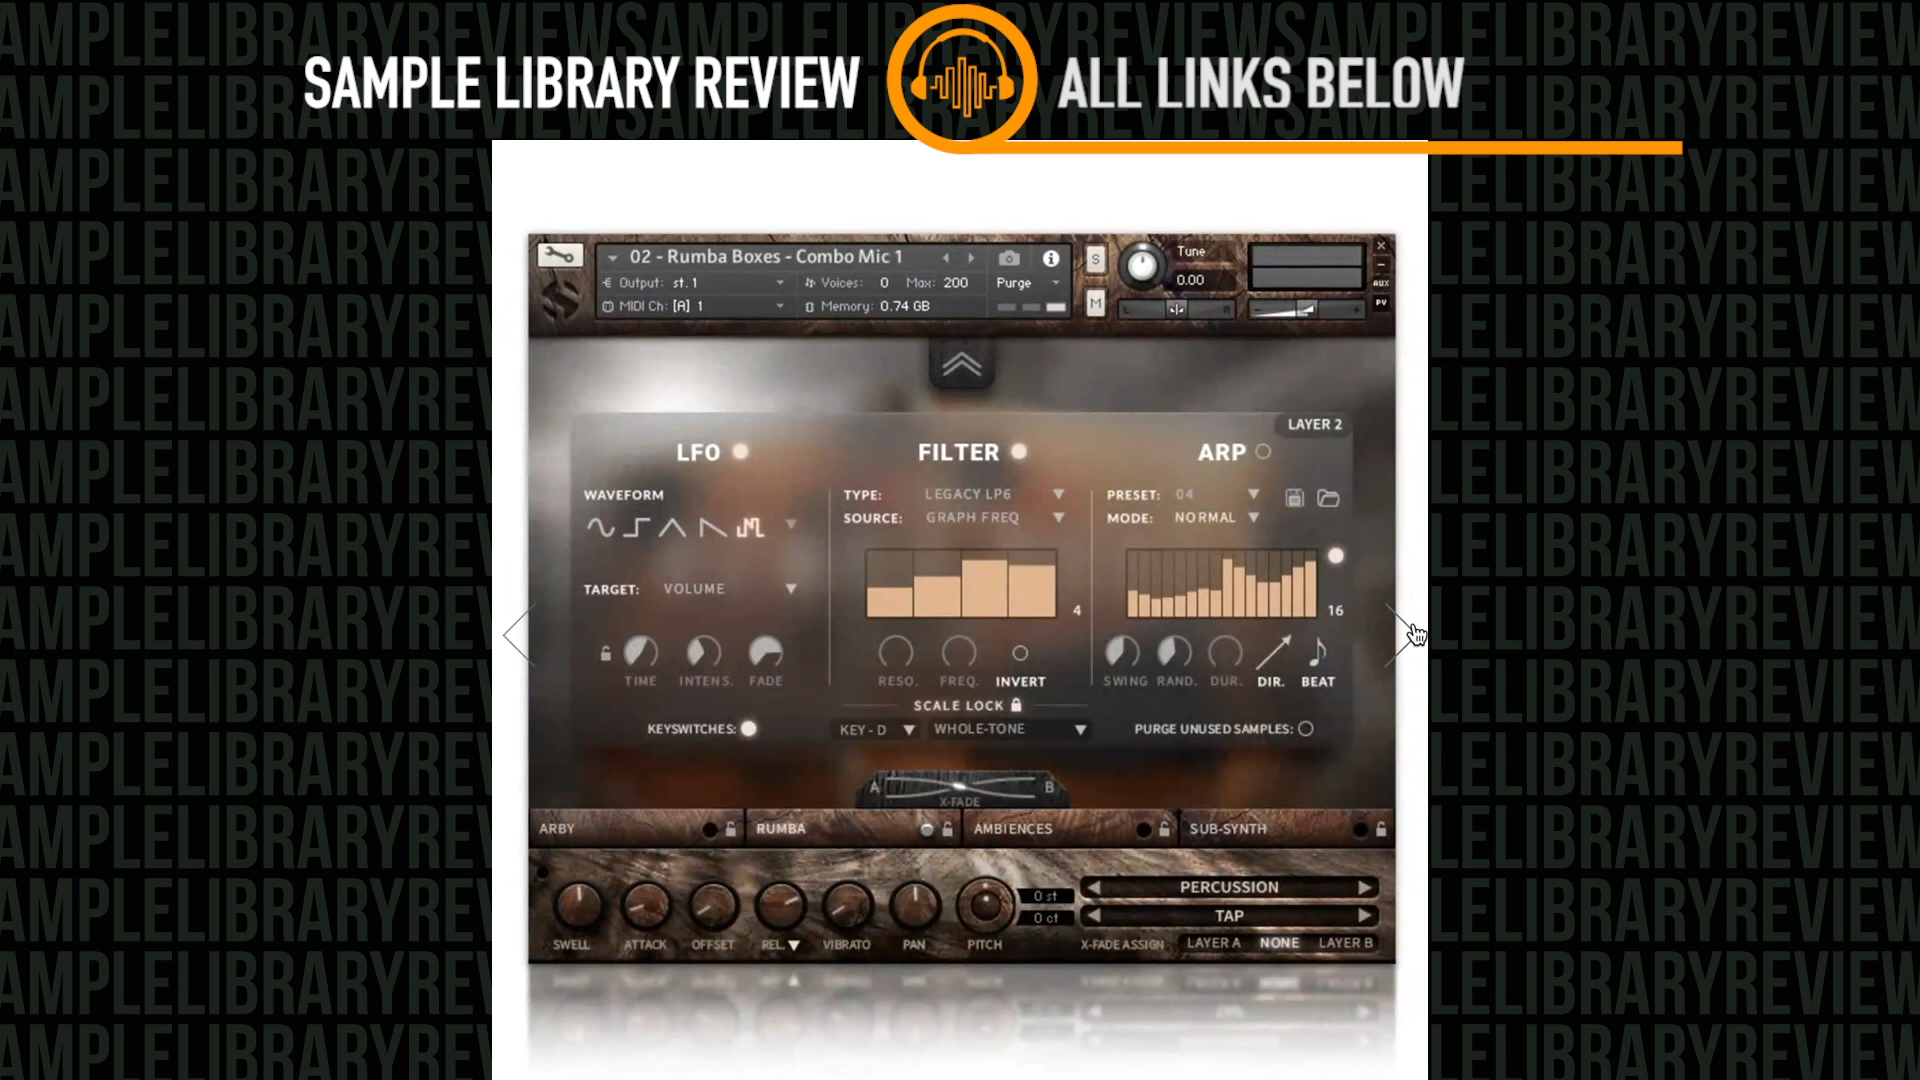 SAMPLE LIBRARY REVIEW
ALL LINKS BELOW
02 - Rumba Boxes - Combo Mic 1
Output: st.1
Voices: 0 Max: 200
Purge
MIDI Ch: [A] 1
Memory: 0.74 GB
S
M
Tune
0.00
L
R
AUX
PV
LAYER 2
LFO
FILTER
ARP
WAVEFORM
TYPE: LEGACY LP6
PRESET: 04
SOURCE: GRAPH FREQ
MODE: NORMAL
TARGET: VOLUME
4
16
TIME INTENS. FADE
RESO. FREQ. INVERT
SWING RAND. DUR. DIR. BEAT
SCALE LOCK
KEYSWITCHES:
KEY - D
WHOLE-TONE
PURGE UNUSED SAMPLES:
A
B
X-FADE
ARBY
RUMBA
AMBIENCES
SUB-SYNTH
PERCUSSION
0 st
TAP
0 ct
SWELL ATTACK OFFSET REL. VIBRATO PAN PITCH
X-FADE ASSIGN LAYER A NONE LAYER B